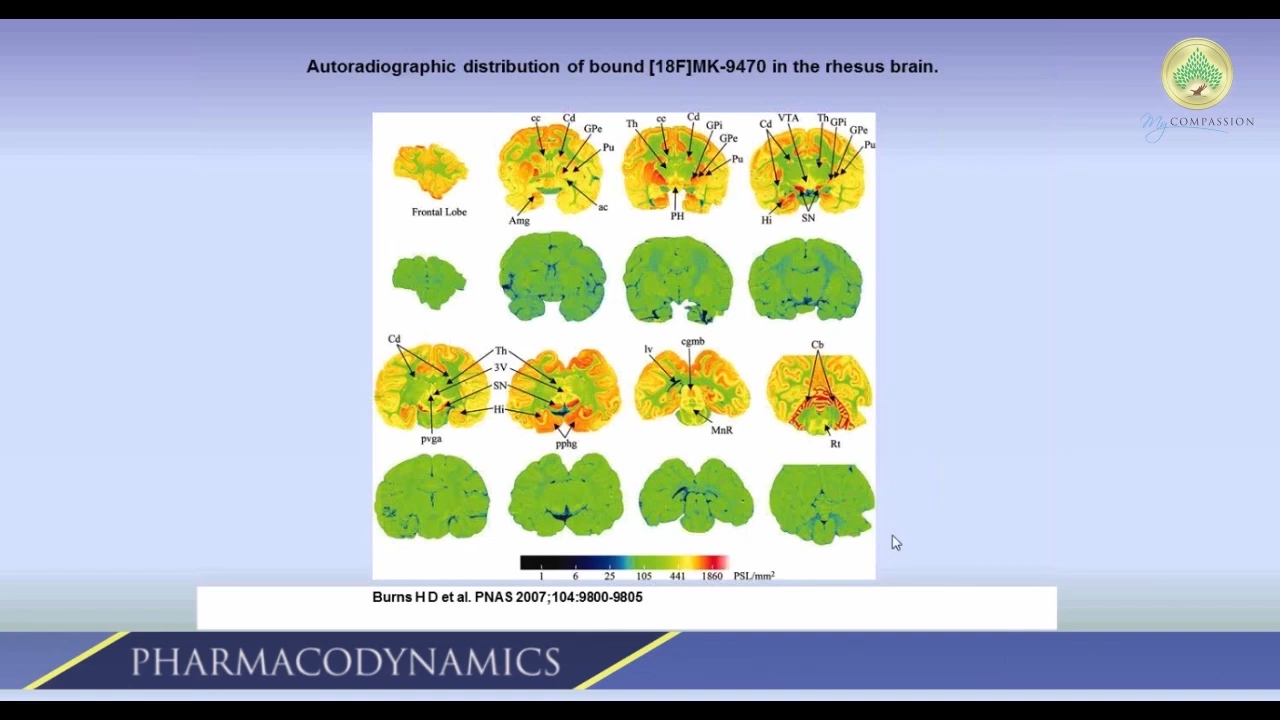 Autoradiographic distribution of bound [18F]MK-9470 in the rhesus brain.
My COMPASSION
cc Cd GPe Pu ac Amg
Th cc Cd GPi GPe Pu PH
Cd VTA Th GPi GPe Pu Hi SN
Frontal Lobe
Cd Th 3V SN Hi pvga pphg
lv cgmb MnR
Cb Rt
1 6 25 105 441 1860 PSL/mm²
Burns H D et al. PNAS 2007;104:9800-9805
PHARMACODYNAMICS